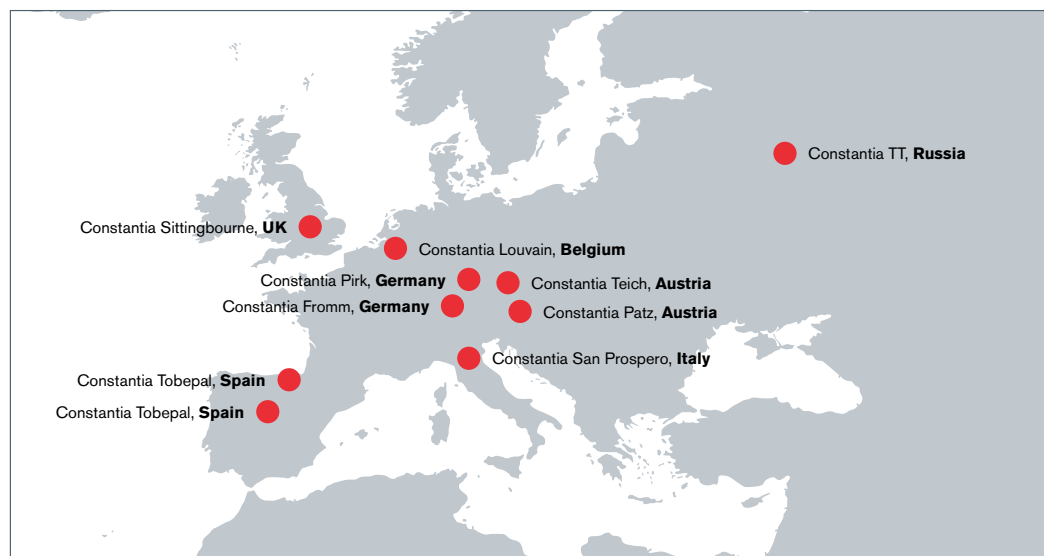 Constantia TT, Russia
Constantia Sittingbourne, UK
Constantia Louvain, Belgium
Constantia Pirk, Germany
Constantia Teich, Austria
Constantia Fromm, Germany
Constantia Patz, Austria
Constantia San Prospero, Italy
Constantia Tobepal, Spain
Constantia Tobepal, Spain